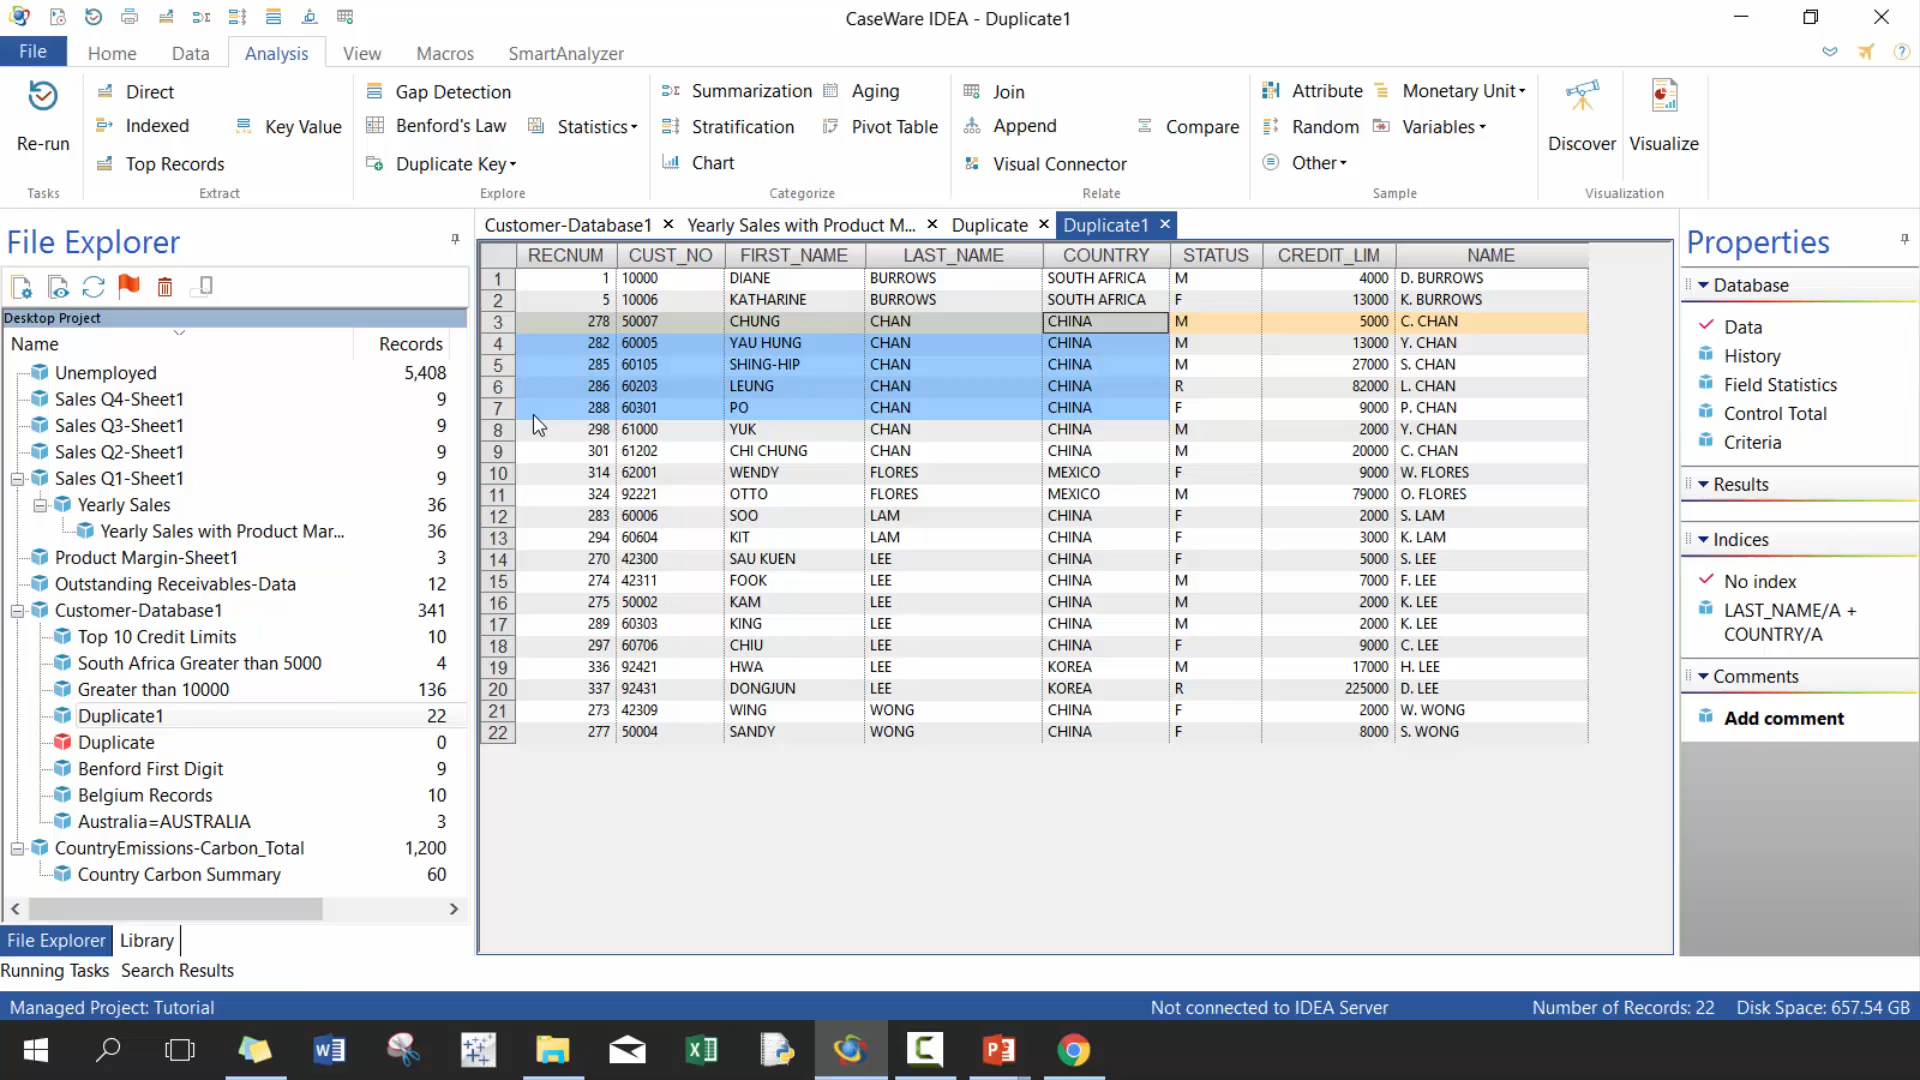 CaseWare IDEA - Duplicate1
File Home Data Analysis View Macros SmartAnalyzer
Re-run
Tasks
Direct
Indexed
Key Value
Top Records
Extract
Gap Detection
Benford's Law
Statistics
Duplicate Key
Explore
Summarization
Aging
Stratification
Pivot Table
Chart
Categorize
Join
Append
Compare
Visual Connector
Relate
Attribute
Monetary Unit
Random
Variables
Other
Sample
Discover
Visualize
Visualization
File Explorer
Desktop Project
Name Records
Unemployed 5,408
Sales Q4-Sheet1 9
Sales Q3-Sheet1 9
Sales Q2-Sheet1 9
Sales Q1-Sheet1 9
Yearly Sales 36
Yearly Sales with Product Mar... 36
Product Margin-Sheet1 3
Outstanding Receivables-Data 12
Customer-Database1 341
Top 10 Credit Limits 10
South Africa Greater than 5000 4
Greater than 10000 136
Duplicate1 22
Duplicate 0
Benford First Digit 9
Belgium Records 10
Australia=AUSTRALIA 3
CountryEmissions-Carbon_Total 1,200
Country Carbon Summary 60
File Explorer Library
Running Tasks Search Results
Customer-Database1 Yearly Sales with Product M... Duplicate Duplicate1
RECNUM CUST_NO FIRST_NAME LAST_NAME COUNTRY STATUS CREDIT_LIM NAME
1 1 10000 DIANE BURROWS SOUTH AFRICA M 4000 D. BURROWS
2 5 10006 KATHARINE BURROWS SOUTH AFRICA F 13000 K. BURROWS
3 278 50007 CHUNG CHAN CHINA M 5000 C. CHAN
4 282 60005 YAU HUNG CHAN CHINA M 13000 Y. CHAN
5 285 60105 SHING-HIP CHAN CHINA M 27000 S. CHAN
6 286 60203 LEUNG CHAN CHINA R 82000 L. CHAN
7 288 60301 PO CHAN CHINA F 9000 P. CHAN
8 298 61000 YUK CHAN CHINA M 2000 Y. CHAN
9 301 61202 CHI CHUNG CHAN CHINA M 20000 C. CHAN
10 314 62001 WENDY FLORES MEXICO F 9000 W. FLORES
11 324 92221 OTTO FLORES MEXICO M 79000 O. FLORES
12 283 60006 SOO LAM CHINA F 2000 S. LAM
13 294 60604 KIT LAM CHINA F 3000 K. LAM
14 270 42300 SAU KUEN LEE CHINA F 5000 S. LEE
15 274 42311 FOOK LEE CHINA M 7000 F. LEE
16 275 50002 KAM LEE CHINA M 2000 K. LEE
17 289 60303 KING LEE CHINA M 2000 K. LEE
18 297 60706 CHIU LEE CHINA F 9000 C. LEE
19 336 92421 HWA LEE KOREA M 17000 H. LEE
20 337 92431 DONGJUN LEE KOREA R 225000 D. LEE
21 273 42309 WING WONG CHINA F 2000 W. WONG
22 277 50004 SANDY WONG CHINA F 8000 S. WONG
Properties
Database
Data
History
Field Statistics
Control Total
Criteria
Results
Indices
No index
LAST_NAME/A +
COUNTRY/A
Comments
Add comment
Managed Project: Tutorial Not connected to IDEA Server Number of Records: 22 Disk Space: 657.54 GB